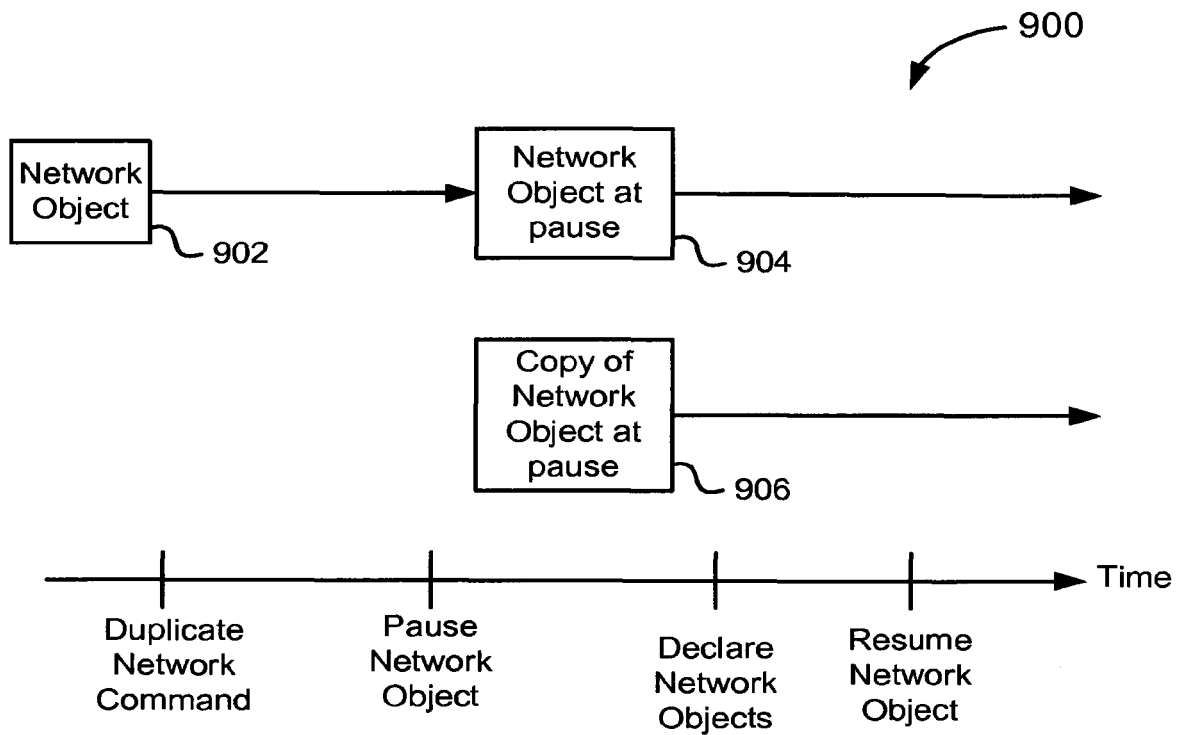 900
Network
Object
902
Network
Object at
pause
904
Copy of
Network
Object at
pause
906
Time
Duplicate
Network
Command
Pause
Network
Object
Declare
Network
Objects
Resume
Network
Object